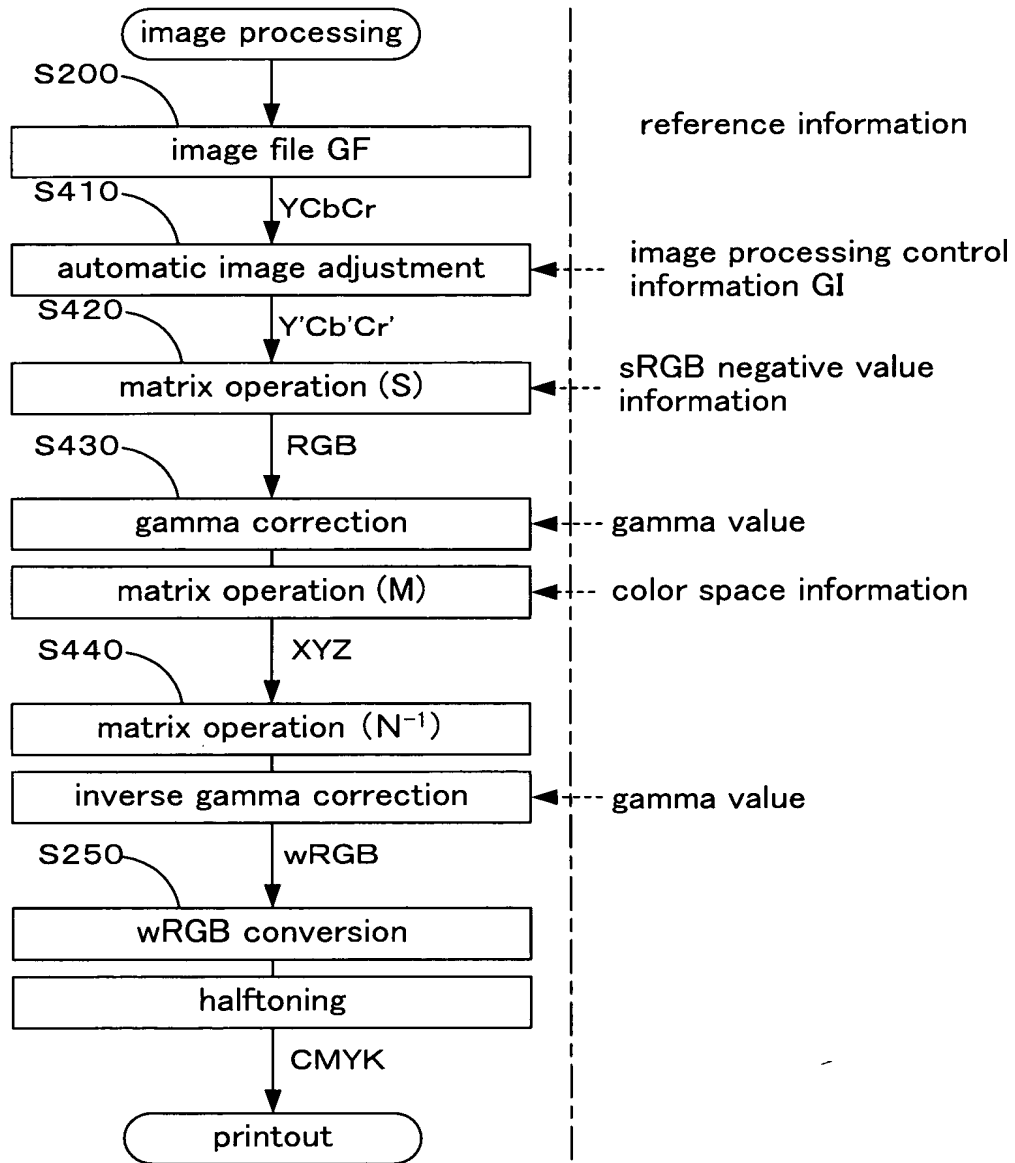 image processing
S200
reference information
image file GF
S410
YCbCr
automatic image adjustment
image processing control
information GI
S420
Y'Cb'Cr'
matrix operation (S)
sRGB negative value
information
S430
RGB
gamma correction
gamma value
matrix operation (M)
color space information
S440
XYZ
matrix operation (N⁻¹)
inverse gamma correction
gamma value
S250
wRGB
wRGB conversion
halftoning
CMYK
printout